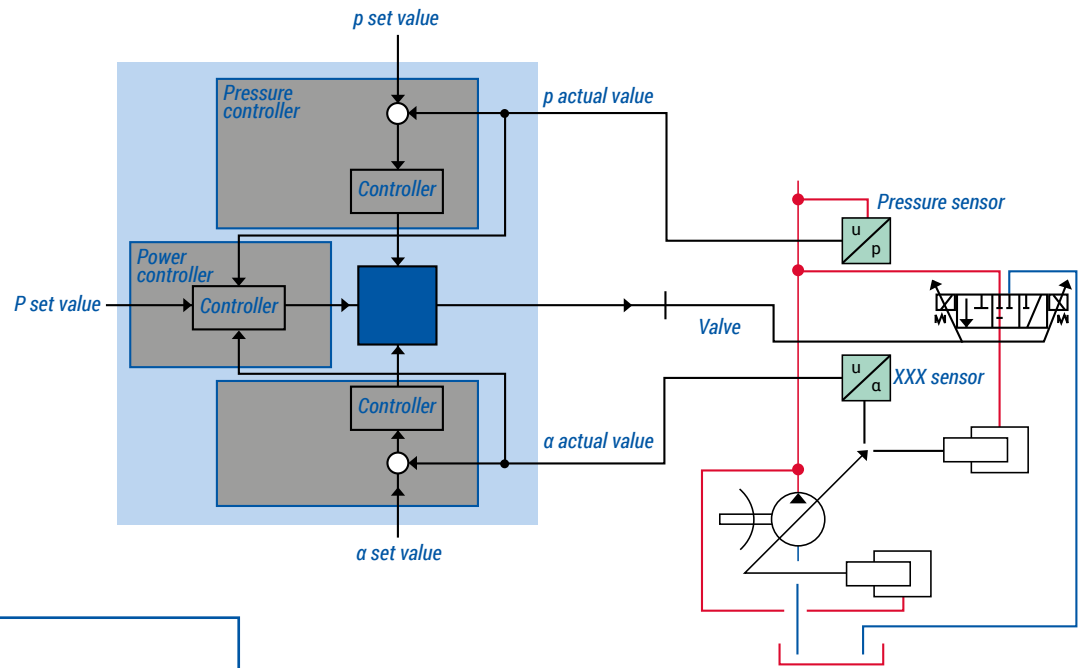 p set value
Pressure
controller
p actual value
Controller
Pressure sensor
u
p
Power
controller
P set value
Controller
Valve
u
α
XXX sensor
Controller
α actual value
α set value